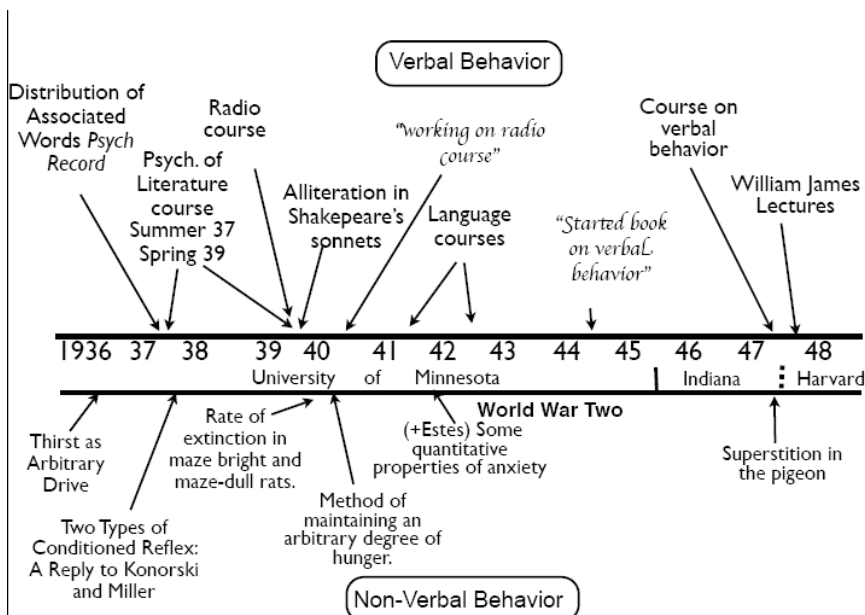 Verbal Behavior
Distribution of
Associated
Words Psych
Record
Psych. of
Literature
course
Summer 37
Spring 39
Radio
course
Alliteration in
Shakepeare's
sonnets
"working on radio
course"
Language
courses
"Started book
on verbal
behavior"
Course on
verbal
behavior
William James
Lectures
1936 37 38 39 40 41 42 43 44 45 46 47 48
University of Minnesota Indiana Harvard
World War Two
Thirst as
Arbitrary
Drive
Two Types of
Conditioned Reflex:
A Reply to Konorski
and Miller
Rate of
extinction in
maze bright and
maze-dull rats.
Method of
maintaining an
arbitrary degree of
hunger.
(+Estes) Some
quantitative
properties of anxiety
Superstition in
the pigeon
Non-Verbal Behavior